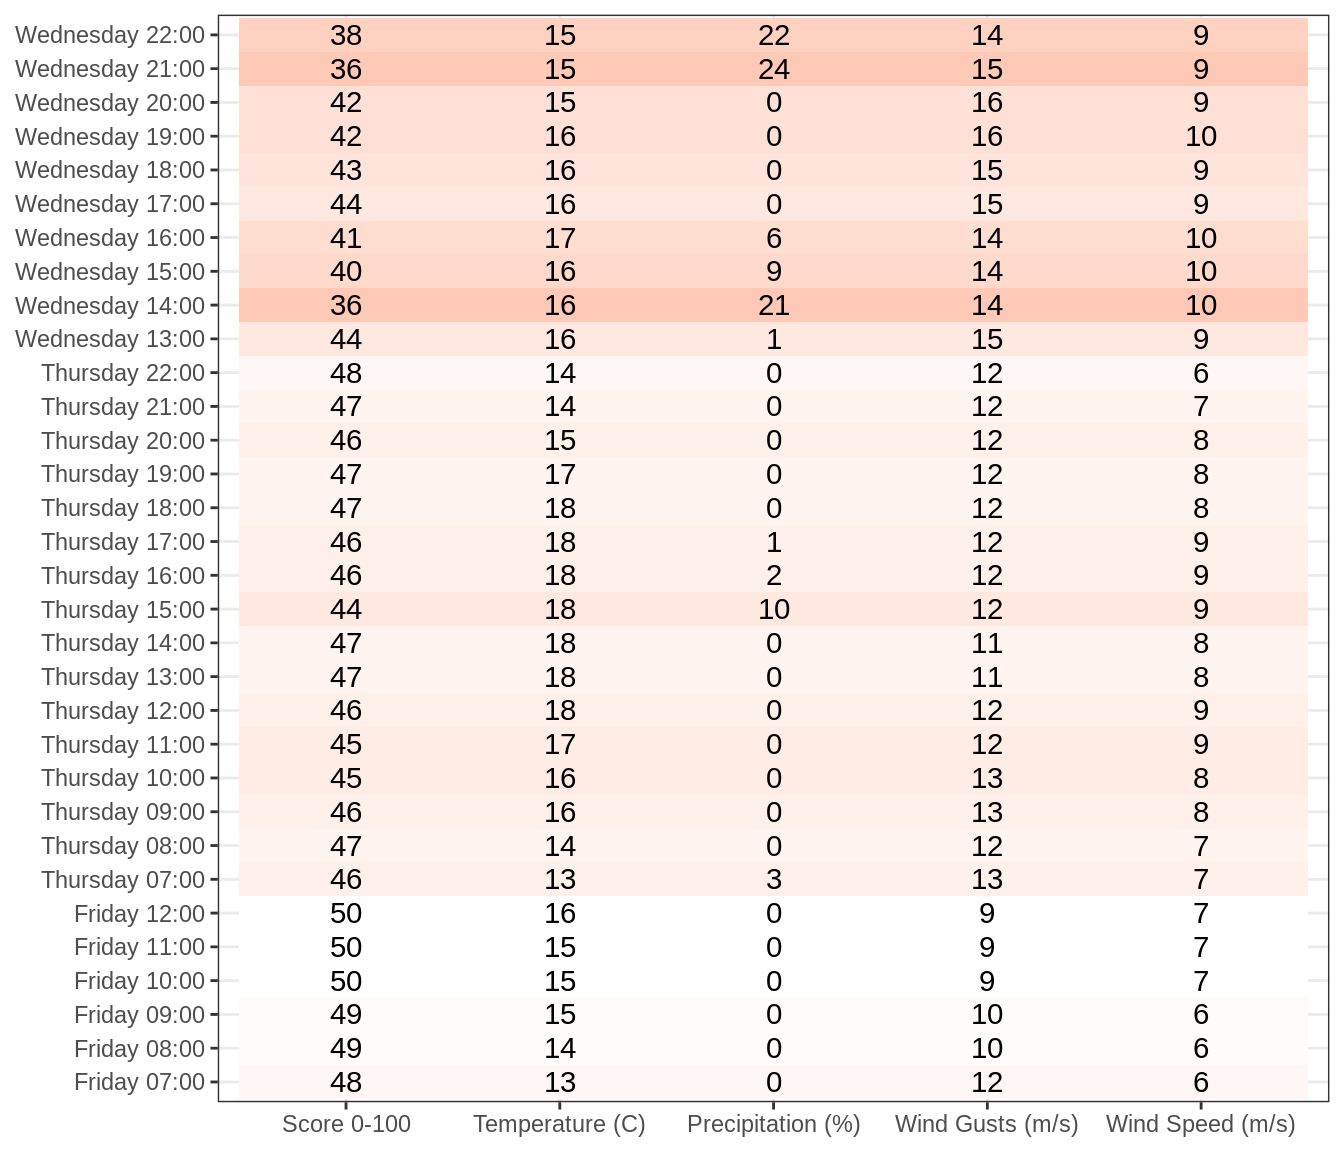 Wednesday 22:00 38 15 22 14 9
Wednesday 21:00 36 15 24 15 9
Wednesday 20:00 42 15 0 16 9
Wednesday 19:00 42 16 0 16 10
Wednesday 18:00 43 16 0 15 9
Wednesday 17:00 44 16 0 15 9
Wednesday 16:00 41 17 6 14 10
Wednesday 15:00 40 16 9 14 10
Wednesday 14:00 36 16 21 14 10
Wednesday 13:00 44 16 1 15 9
Thursday 22:00 48 14 0 12 6
Thursday 21:00 47 14 0 12 7
Thursday 20:00 46 15 0 12 8
Thursday 19:00 47 17 0 12 8
Thursday 18:00 47 18 0 12 8
Thursday 17:00 46 18 1 12 9
Thursday 16:00 46 18 2 12 9
Thursday 15:00 44 18 10 12 9
Thursday 14:00 47 18 0 11 8
Thursday 13:00 47 18 0 11 8
Thursday 12:00 46 18 0 12 9
Thursday 11:00 45 17 0 12 9
Thursday 10:00 45 16 0 13 8
Thursday 09:00 46 16 0 13 8
Thursday 08:00 47 14 0 12 7
Thursday 07:00 46 13 3 13 7
Friday 12:00 50 16 0 9 7
Friday 11:00 50 15 0 9 7
Friday 10:00 50 15 0 9 7
Friday 09:00 49 15 0 10 6
Friday 08:00 49 14 0 10 6
Friday 07:00 48 13 0 12 6
Score 0-100 Temperature (C) Precipitation (%) Wind Gusts (m/s) Wind Speed (m/s)